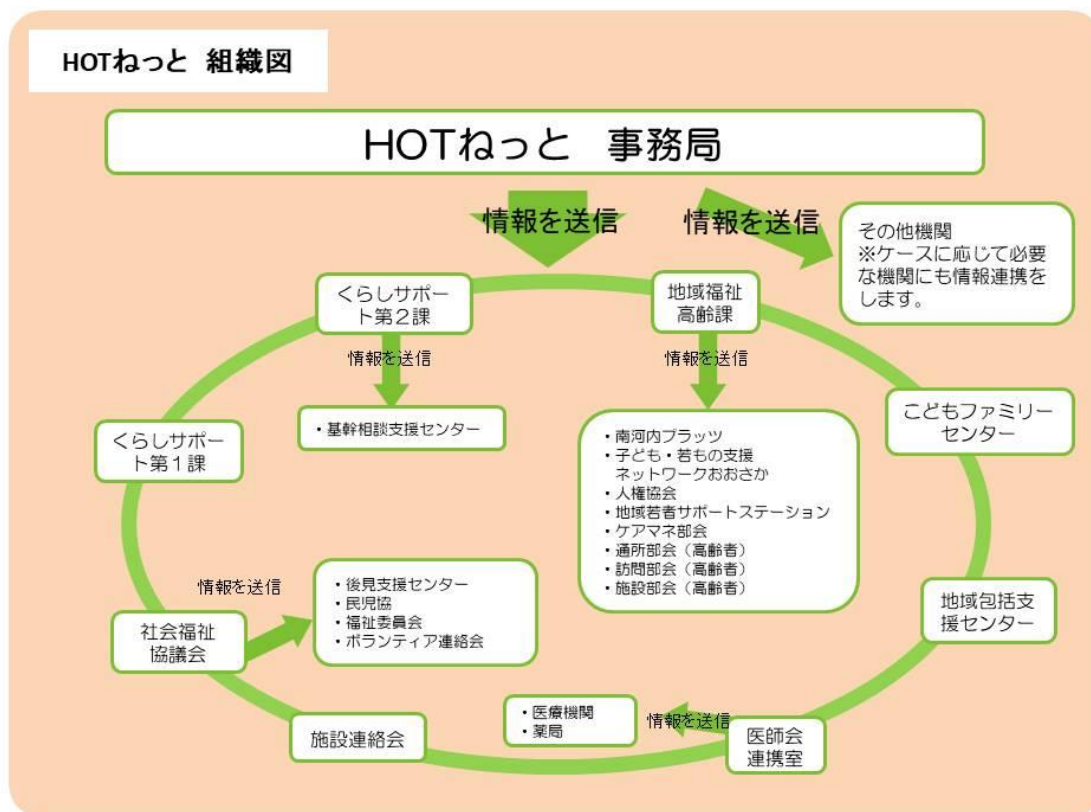 HOTねっと 組織図
HOTねっと 事務局
情報を送信
情報を送信
その他機関
※ケースに応じて必要
な機関にも情報連携を
します。
くらしサポー
ト第2課
地域福祉
高齢課
情報を送信
情報を送信
・基幹相談支援センター
くらしサポー
ト第1課
こどもファミリー
センター
・南河内プラッツ
・子ども・若もの支援
ネットワークおおさか
・人権協会
・地域若者サポートステーション
・ケアマネ部会
・通所部会（高齢者）
・訪問部会（高齢者）
・施設部会（高齢者）
情報を送信
・後見支援センター
・民児協
・福祉委員会
・ボランティア連絡会
社会福祉
協議会
地域包括支
援センター
施設連絡会
・医療機関
・薬局
情報を送信
医師会
連携室